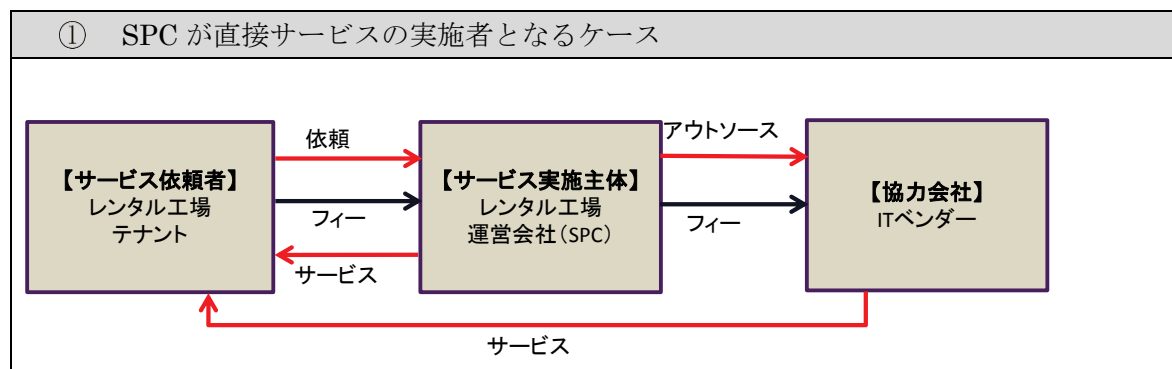 ① SPC が直接サービスの実施者となるケース
【サービス依頼者】
レンタル工場
テナント
依頼
フィー
サービス
【サービス実施主体】
レンタル工場
運営会社(SPC)
アウトソース
フィー
【協力会社】
ITベンダー
サービス